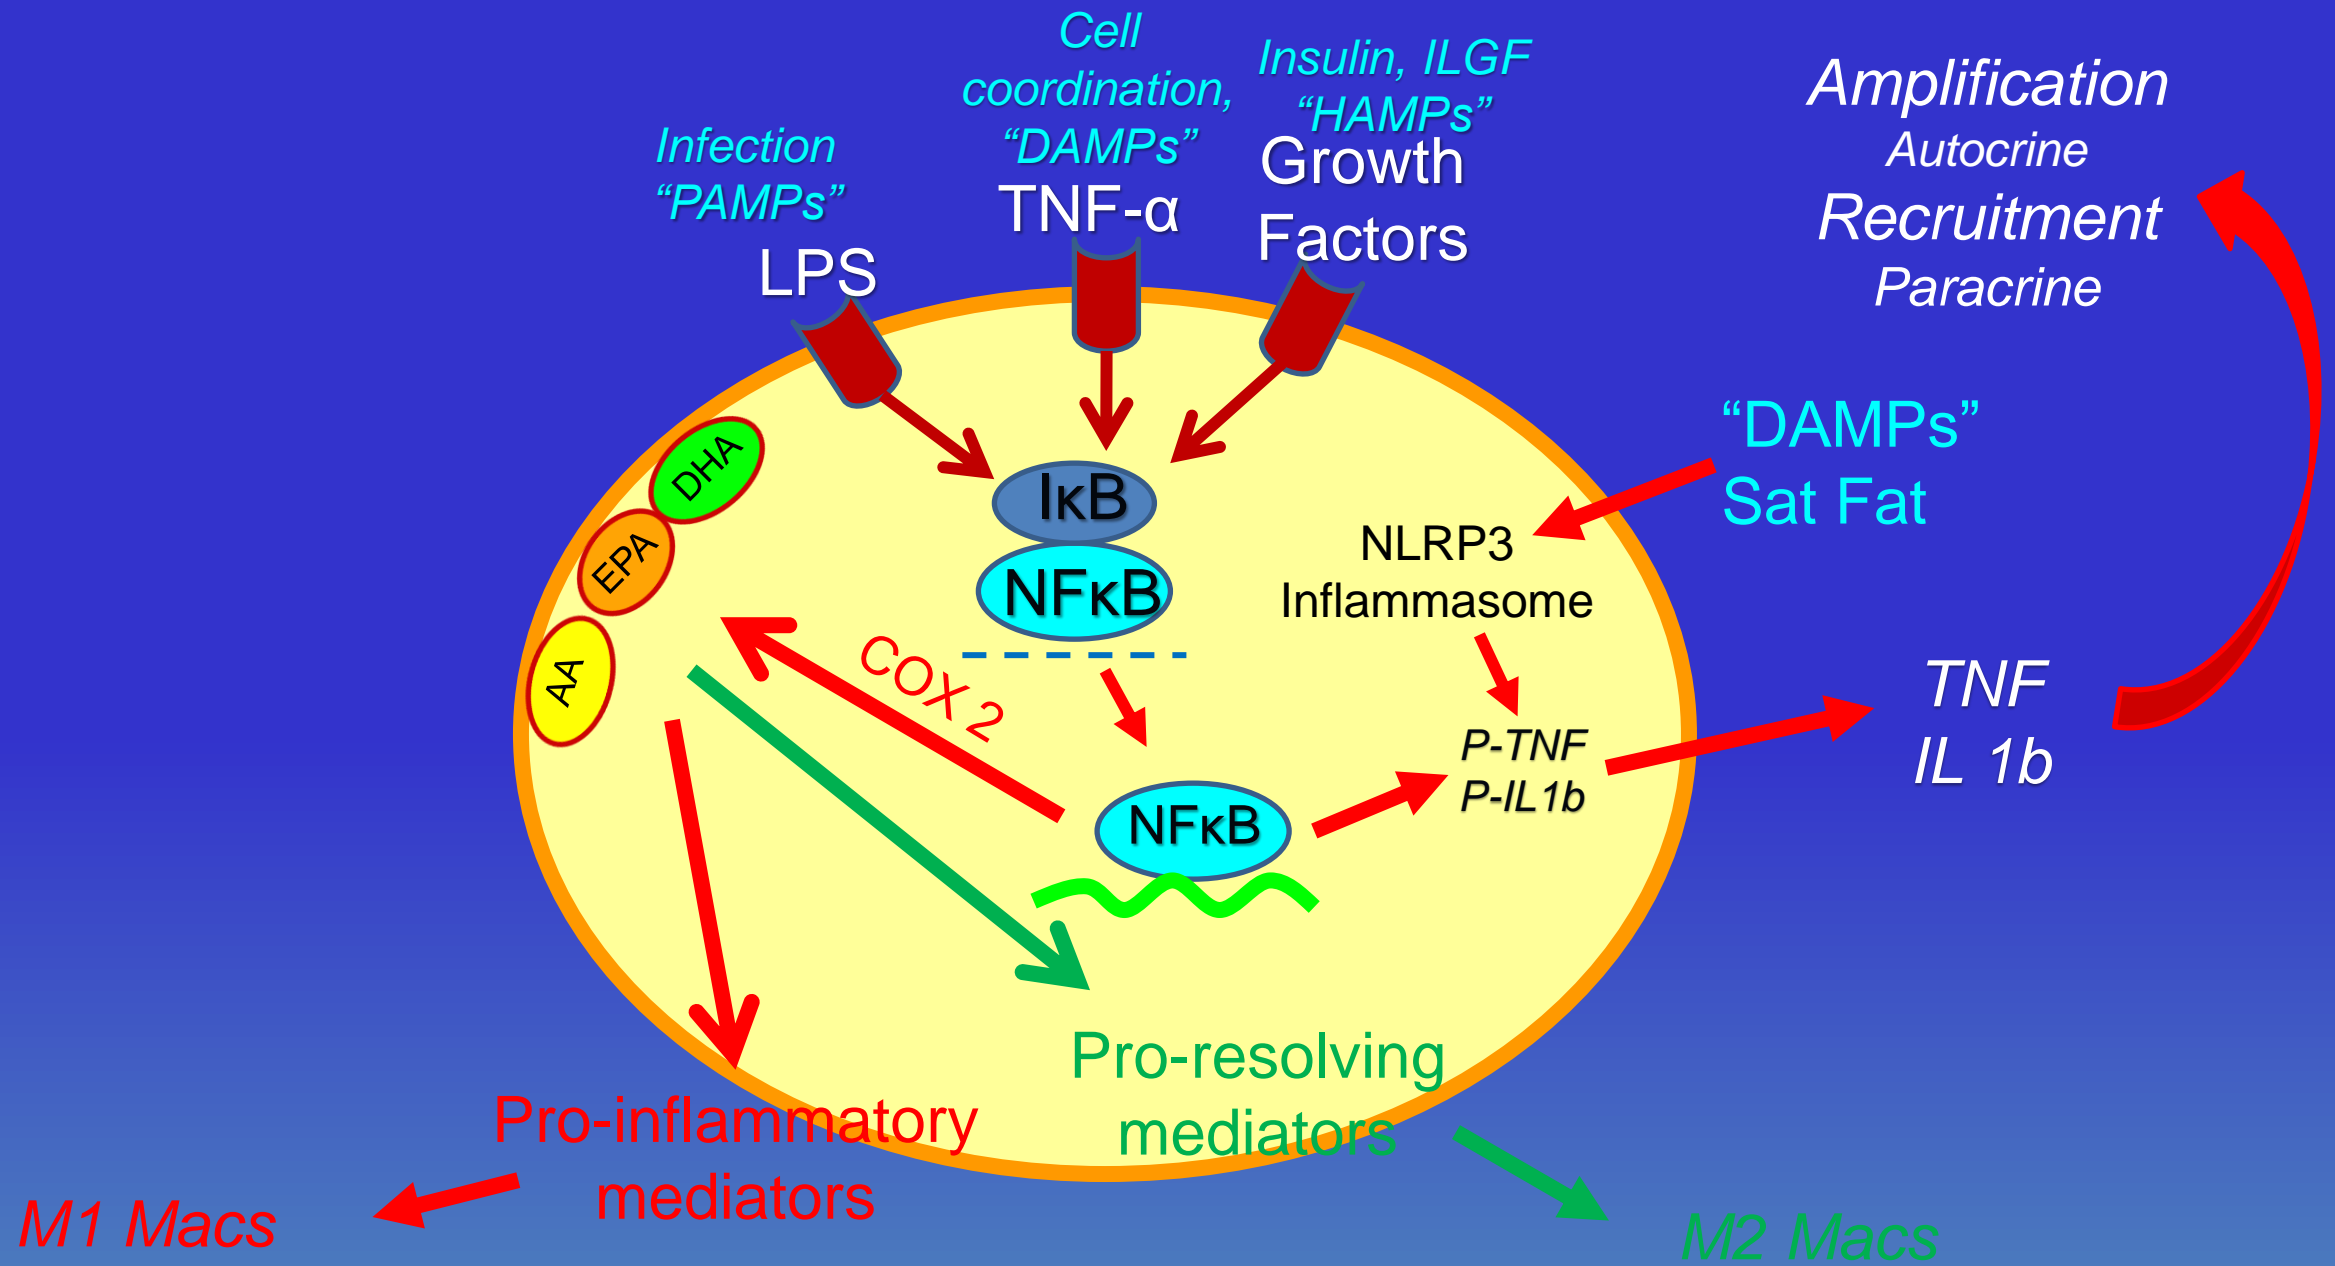 Cell
coordination,
“DAMPs”
TNF-α
Insulin, ILGF
“HAMPs”
Growth
Factors
Infection
“PAMPs”
LPS
Amplification
Autocrine
Recruitment
Paracrine
“DAMPs”
Sat Fat
DHA
EPA
AA
IκB
NFκB
NLRP3
Inflammasome
COX 2
P-TNF
P-IL1b
TNF
IL 1b
NFκB
Pro-resolving
mediators
Pro-inflammatory
mediators
M1 Macs
M2 Macs